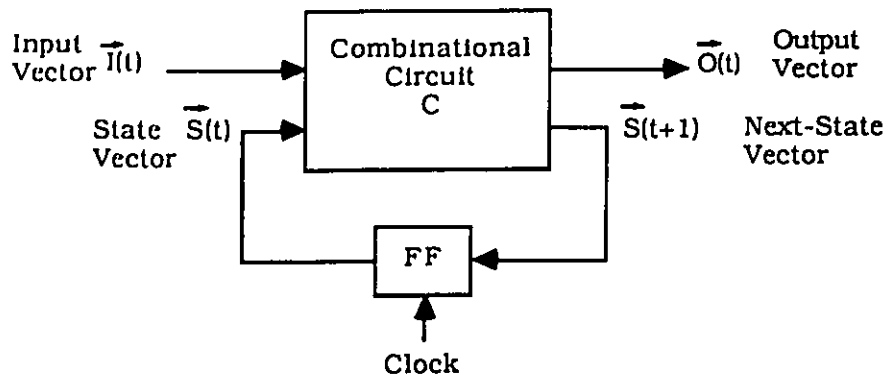 Input
Vector I(t)
State S(t)
Vector
Combinational
Circuit
C
O(t) Output
Vector
S(t+1) Next-State
Vector
FF
Clock